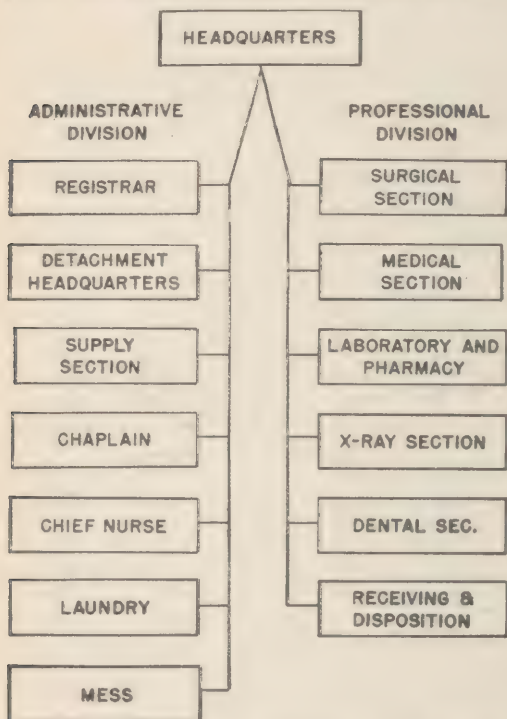 HEADQUARTERS
ADMINISTRATIVE
DIVISION
REGISTRAR
DETACHMENT
HEADQUARTERS
SUPPLY
SECTION
CHAPLAIN
CHIEF NURSE
LAUNDRY
MESS
PROFESSIONAL
DIVISION
SURGICAL
SECTION
MEDICAL
SECTION
LABORATORY AND
PHARMACY
X-RAY SECTION
DENTAL SEC.
RECEIVING &
DISPOSITION